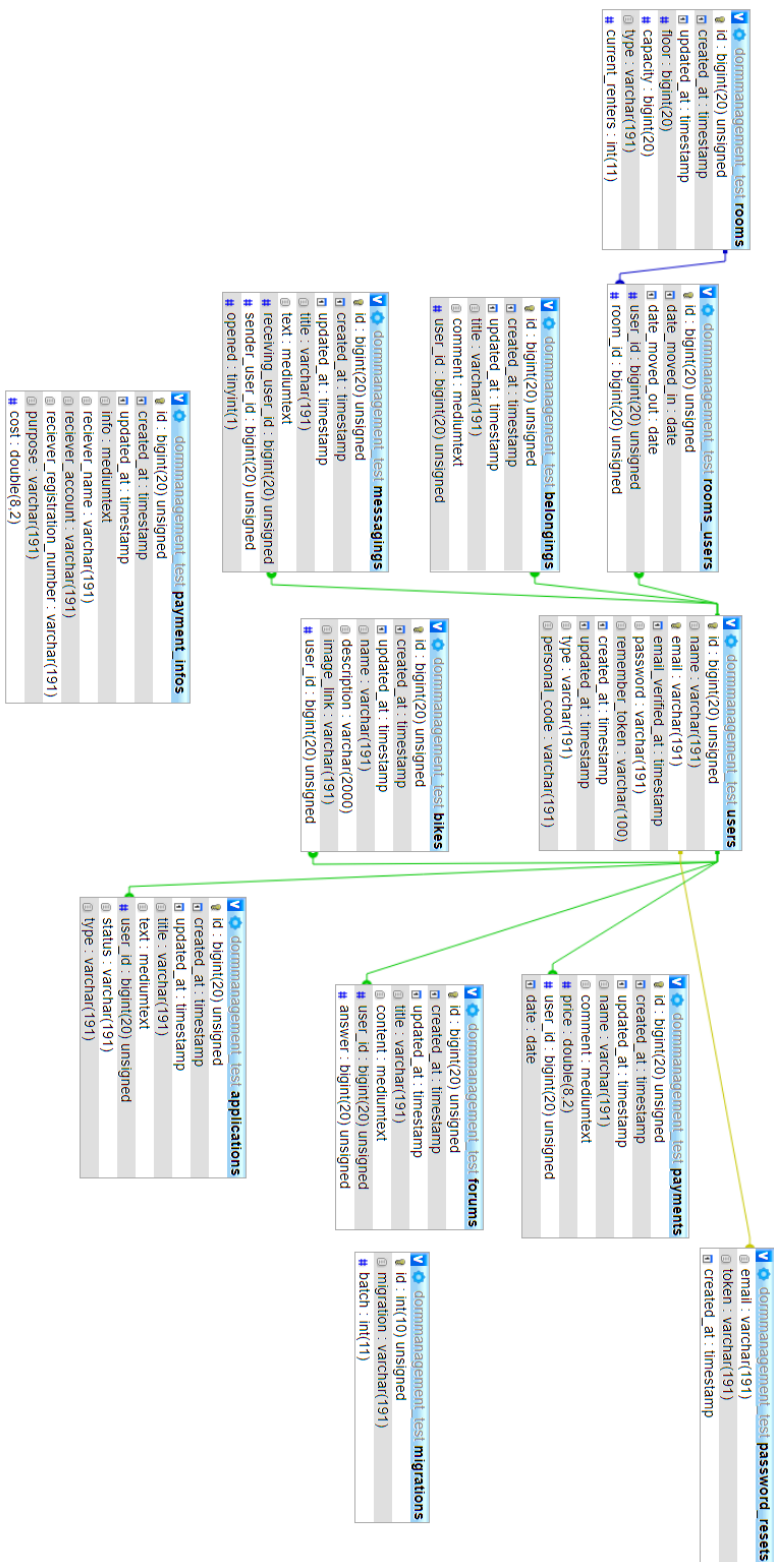 dormmanagement_test rooms
id : bigint(20) unsigned
created_at : timestamp
updated_at : timestamp
floor : bigint(20)
capacity : bigint(20)
type : varchar(191)
current_renters : int(11)
dormmanagement_test rooms_users
id : bigint(20) unsigned
date_moved_in : date
date_moved_out : date
user_id : bigint(20) unsigned
room_id : bigint(20) unsigned
dormmanagement_test belongings
id : bigint(20) unsigned
created_at : timestamp
updated_at : timestamp
title : varchar(191)
comment : mediumtext
user_id : bigint(20) unsigned
dormmanagement_test messagings
id : bigint(20) unsigned
created_at : timestamp
updated_at : timestamp
title : varchar(191)
text : mediumtext
receiving_user_id : bigint(20) unsigned
sender_user_id : bigint(20) unsigned
opened : tinyint(1)
dormmanagement_test payment_infos
id : bigint(20) unsigned
created_at : timestamp
updated_at : timestamp
info : mediumtext
reciever_name : varchar(191)
reciever_account : varchar(191)
reciever_registration_number : varchar(191)
purpose : varchar(191)
cost : double(8,2)
dormmanagement_test users
id : bigint(20) unsigned
name : varchar(191)
email : varchar(191)
email_verified_at : timestamp
password : varchar(191)
remember_token : varchar(100)
created_at : timestamp
updated_at : timestamp
type : varchar(191)
personal_code : varchar(191)
dormmanagement_test bikes
id : bigint(20) unsigned
created_at : timestamp
updated_at : timestamp
name : varchar(191)
description : varchar(2000)
image_link : varchar(191)
user_id : bigint(20) unsigned
dormmanagement_test applications
id : bigint(20) unsigned
created_at : timestamp
updated_at : timestamp
title : varchar(191)
text : mediumtext
user_id : bigint(20) unsigned
status : varchar(191)
type : varchar(191)
dormmanagement_test payments
id : bigint(20) unsigned
created_at : timestamp
updated_at : timestamp
name : varchar(191)
comment : mediumtext
price : double(8,2)
user_id : bigint(20) unsigned
date : date
dormmanagement_test forums
id : bigint(20) unsigned
created_at : timestamp
updated_at : timestamp
title : varchar(191)
content : mediumtext
user_id : bigint(20) unsigned
answer : bigint(20) unsigned
dormmanagement_test password_resets
email : varchar(191)
token : varchar(191)
created_at : timestamp
dormmanagement_test migrations
id : int(10) unsigned
migration : varchar(191)
batch : int(11)